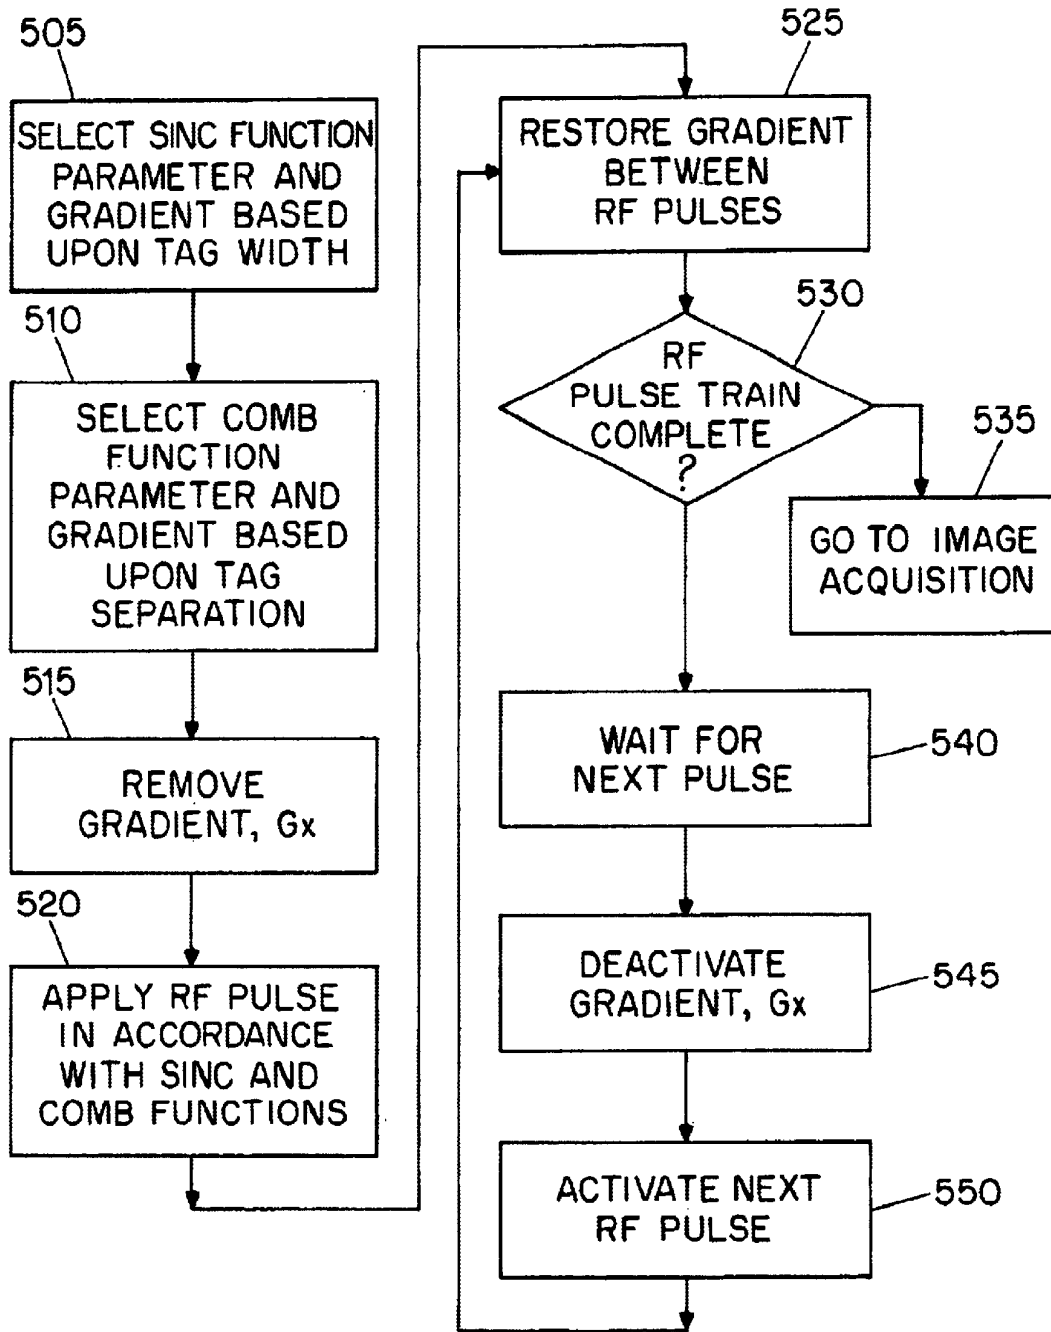 505
SELECT SINC FUNCTION
PARAMETER AND
GRADIENT BASED
UPON TAG WIDTH
510
SELECT COMB
FUNCTION
PARAMETER AND
GRADIENT BASED
UPON TAG
SEPARATION
515
REMOVE
GRADIENT, Gx
520
APPLY RF PULSE
IN ACCORDANCE
WITH SINC AND
COMB FUNCTIONS
525
RESTORE GRADIENT
BETWEEN
RF PULSES
530
RF
PULSE TRAIN
COMPLETE
?
535
GO TO IMAGE
ACQUISITION
540
WAIT FOR
NEXT PULSE
545
DEACTIVATE
GRADIENT, Gx
550
ACTIVATE NEXT
RF PULSE